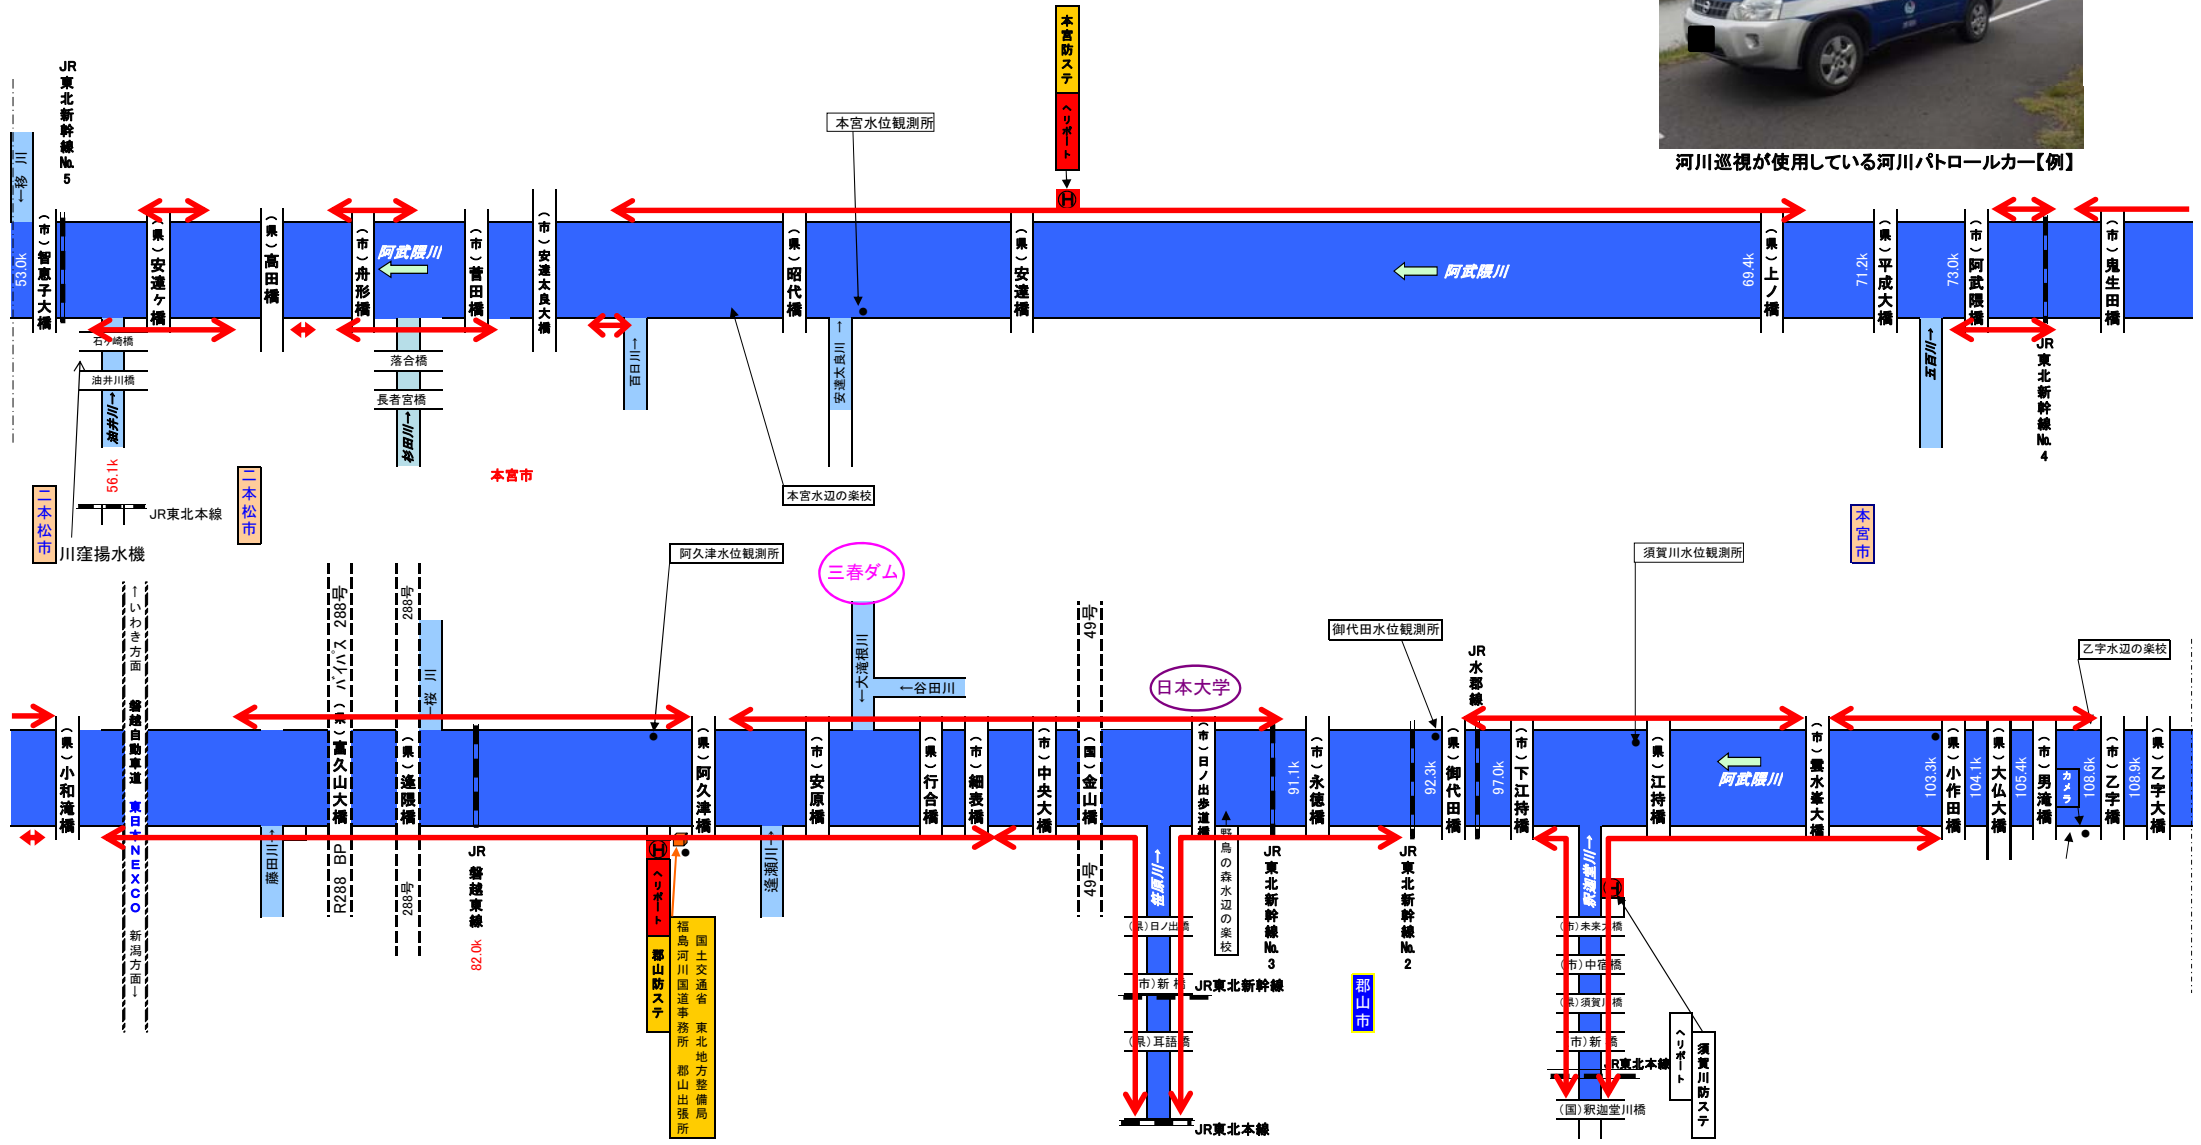 本宮防ステ
ヘリポート
河川巡視が使用している河川パトロールカー【例】
JR東北新幹線No.5
←移 川
本宮水位観測所
53.0k
(市)智恵子大橋
(県)安達ヶ橋
(県)高田橋
(市)舟形橋
阿武隈川
(市)菅田橋
(市)安達太良大橋
(県)昭代橋
(県)安達橋
阿武隈川
69.4k
(県)上ノ橋
71.2k
(県)平成大橋
73.0k
(市)阿武隈橋
(市)鬼生田橋
石ヶ崎橋
油井川橋
油井川→
56.1k
JR東北本線
川窪揚水機
落合橋
長者宮橋
杉田川→
百日川→
安達太良川→
五百川→
JR東北新幹線No.4
二本松市
二本松市
本宮市
本宮水辺の楽校
本宮市
←いわき方面 磐越自動車道 東日本NEXCO 新潟方面→
R288 BP (県)富久山大橋 バイパス 288号
288号
(県)逢隈橋
288号
←桜 川
阿久津水位観測所
三春ダム
←大滝根川
←谷田川
49号
(国)金山橋
49号
日本大学
御代田水位観測所
JR水郡線
須賀川水位観測所
乙字水辺の楽校
(県)小和滝橋
藤田川→
JR磐越東線
82.0k
(県)阿久津橋
逢瀬川→
(市)安原橋
(県)行合橋
(市)細表橋
(市)中央大橋
(市)日ノ出歩道橋
野鳥の森水辺の楽校
JR東北新幹線No.3
91.1k
(市)永徳橋
JR東北新幹線No.2
92.3k
(県)御代田橋
97.0k
(市)下江持橋
(県)江持橋
阿武隈川
(市)雲水峯大橋
103.3k
(県)小作田橋
104.1k
(県)大仏大橋
105.4k
(市)男滝橋
カメラ
108.6k
(市)乙字橋
108.9k
(県)乙字大橋
ヘリポート
郡山防ステ
国土交通省 東北地方整備局
福島河川国道事務所 郡山出張所
笹原川→
(県)日ノ出橋
(市)新橋
JR東北新幹線
(県)耳語橋
JR東北本線
郡山市
釈迦堂川→
(市)未来大橋
(市)中宿橋
(県)須賀川橋
(市)新橋
JR東北本線
(国)釈迦堂川橋
ヘリポート
須賀川防ステ